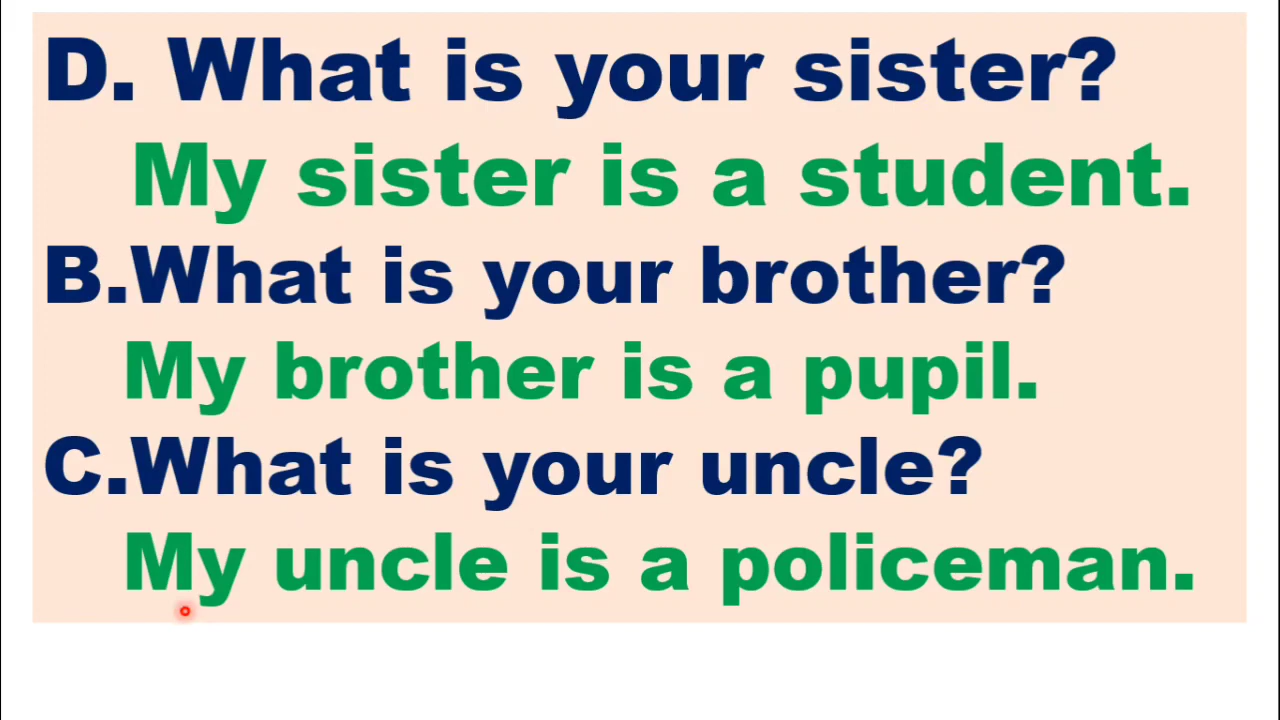 D. What is your sister?
My sister is a student.
B.What is your brother?
My brother is a pupil.
C.What is your uncle?
My uncle is a policeman.